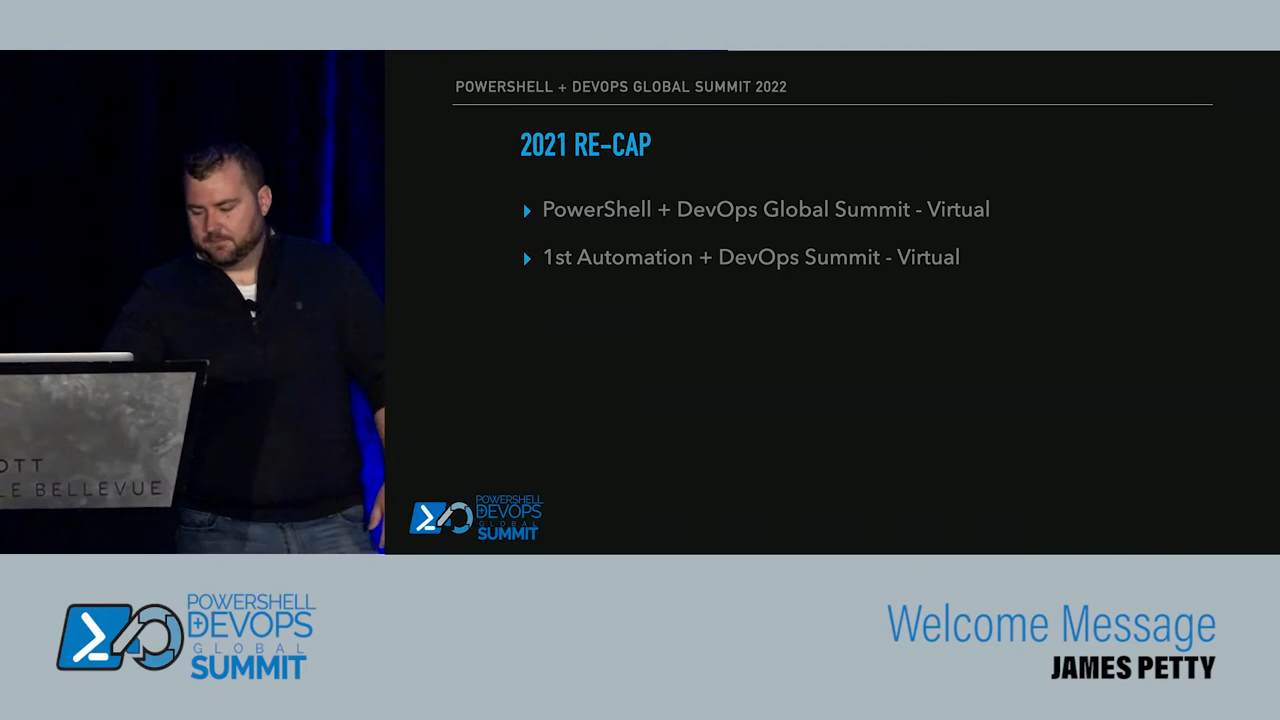 POWERSHELL + DEVOPS GLOBAL SUMMIT 2022
2021 RE-CAP
PowerShell + DevOps Global Summit - Virtual
1st Automation + DevOps Summit - Virtual
OTT
LE BELLEVUE
POWERSHELL
+DEVOPS
GLOBAL
SUMMIT
POWERSHELL
DEVOPS
GLOBAL
SUMMIT
Welcome Message
JAMES PETTY